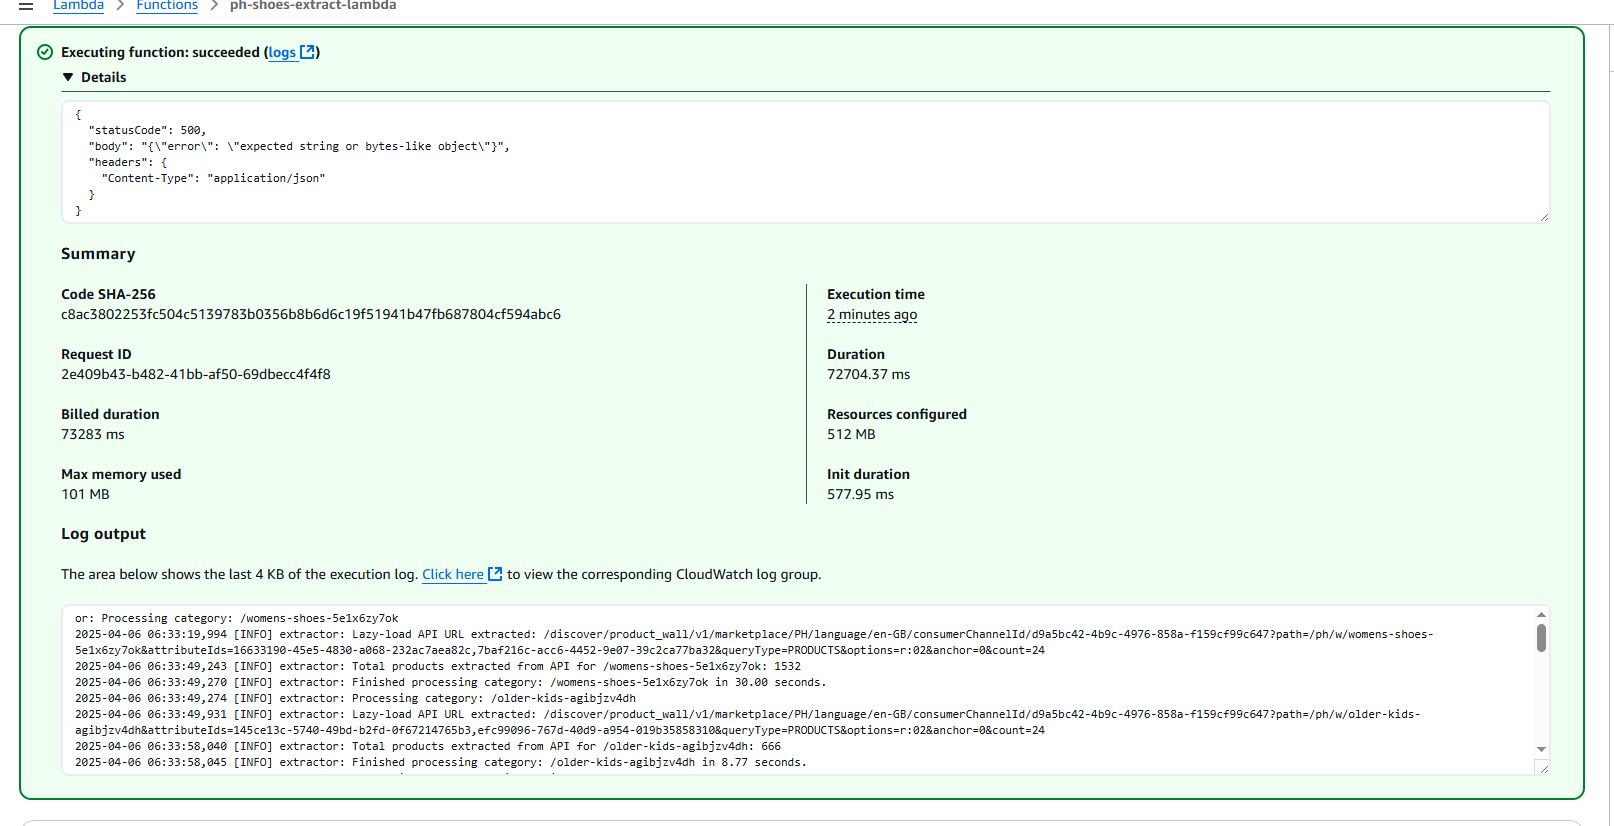 Lambda > Functions > ph-shoes-extract-lambda
Executing function: succeeded (logs)
Details
{
"statusCode": 500,
"body": "{\"error\": \"expected string or bytes-like object\"}",
"headers": {
"Content-Type": "application/json"
}
}
Summary
Code SHA-256
c8ac3802253fc504c5139783b0356b8b6d6c19f51941b47fb687804cf594abc6
Execution time
2 minutes ago
Request ID
2e409b43-b482-41bb-af50-69dbecc4f4f8
Duration
72704.37 ms
Billed duration
73283 ms
Resources configured
512 MB
Max memory used
101 MB
Init duration
577.95 ms
Log output
The area below shows the last 4 KB of the execution log. Click here to view the corresponding CloudWatch log group.
or: Processing category: /womens-shoes-5e1x6zy7ok
2025-04-06 06:33:19,994 [INFO] extractor: Lazy-load API URL extracted: /discover/product_wall/v1/marketplace/PH/language/en-GB/consumerChannelId/d9a5bc42-4b9c-4976-858a-f159cf99c647?path=/ph/w/womens-shoes-
5e1x6zy7ok&attributeIds=16633190-45e5-4830-a068-232ac7aea82c,7baf216c-acc6-4452-9e07-39c2ca77ba32&queryType=PRODUCTS&options=r:02&anchor=0&count=24
2025-04-06 06:33:49,243 [INFO] extractor: Total products extracted from API for /womens-shoes-5e1x6zy7ok: 1532
2025-04-06 06:33:49,270 [INFO] extractor: Finished processing category: /womens-shoes-5e1x6zy7ok in 30.00 seconds.
2025-04-06 06:33:49,274 [INFO] extractor: Processing category: /older-kids-agibjzv4dh
2025-04-06 06:33:49,931 [INFO] extractor: Lazy-load API URL extracted: /discover/product_wall/v1/marketplace/PH/language/en-GB/consumerChannelId/d9a5bc42-4b9c-4976-858a-f159cf99c647?path=/ph/w/older-kids-
agibjzv4dh&attributeIds=145ce13c-5740-49bd-b2fd-0f67214765b3,efc99096-767d-40d9-a954-019b35858310&queryType=PRODUCTS&options=r:02&anchor=0&count=24
2025-04-06 06:33:58,040 [INFO] extractor: Total products extracted from API for /older-kids-agibjzv4dh: 666
2025-04-06 06:33:58,045 [INFO] extractor: Finished processing category: /older-kids-agibjzv4dh in 8.77 seconds.